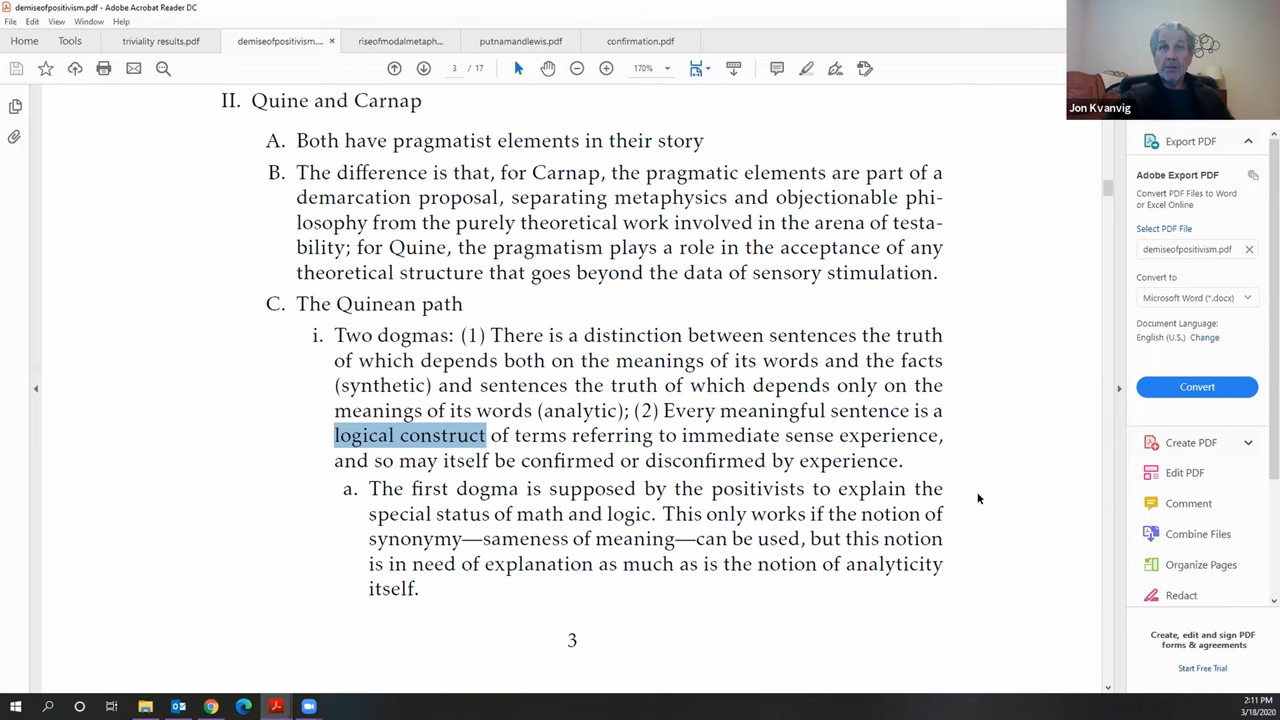 demiseofpositivism.pdf - Adobe Acrobat Reader DC
File Edit View Window Help
Home Tools triviality results.pdf demiseofpositivism.... × riseofmodalmetaph... putnamandlewis.pdf confirmation.pdf
3 / 17 170%
Jon Kvanvig
II. Quine and Carnap
A. Both have pragmatist elements in their story
B. The difference is that, for Carnap, the pragmatic elements are part of a
demarcation proposal, separating metaphysics and objectionable phi-
losophy from the purely theoretical work involved in the arena of testa-
bility; for Quine, the pragmatism plays a role in the acceptance of any
theoretical structure that goes beyond the data of sensory stimulation.
C. The Quinean path
i. Two dogmas: (1) There is a distinction between sentences the truth
of which depends both on the meanings of its words and the facts
(synthetic) and sentences the truth of which depends only on the
meanings of its words (analytic); (2) Every meaningful sentence is a
logical construct of terms referring to immediate sense experience,
and so may itself be confirmed or disconfirmed by experience.
a. The first dogma is supposed by the positivists to explain the
special status of math and logic. This only works if the notion of
synonymy—sameness of meaning—can be used, but this notion
is in need of explanation as much as is the notion of analyticity
itself.
3
Export PDF
Adobe Export PDF
Convert PDF Files to Word
or Excel Online
Select PDF File
demiseofpositivism.pdf
Convert to
Microsoft Word (*.docx)
Document Language:
English (U.S.) Change
Convert
Create PDF
Edit PDF
Comment
Combine Files
Organize Pages
Redact
Create, edit and sign PDF
forms & agreements
Start Free Trial
2:11 PM
3/18/2020